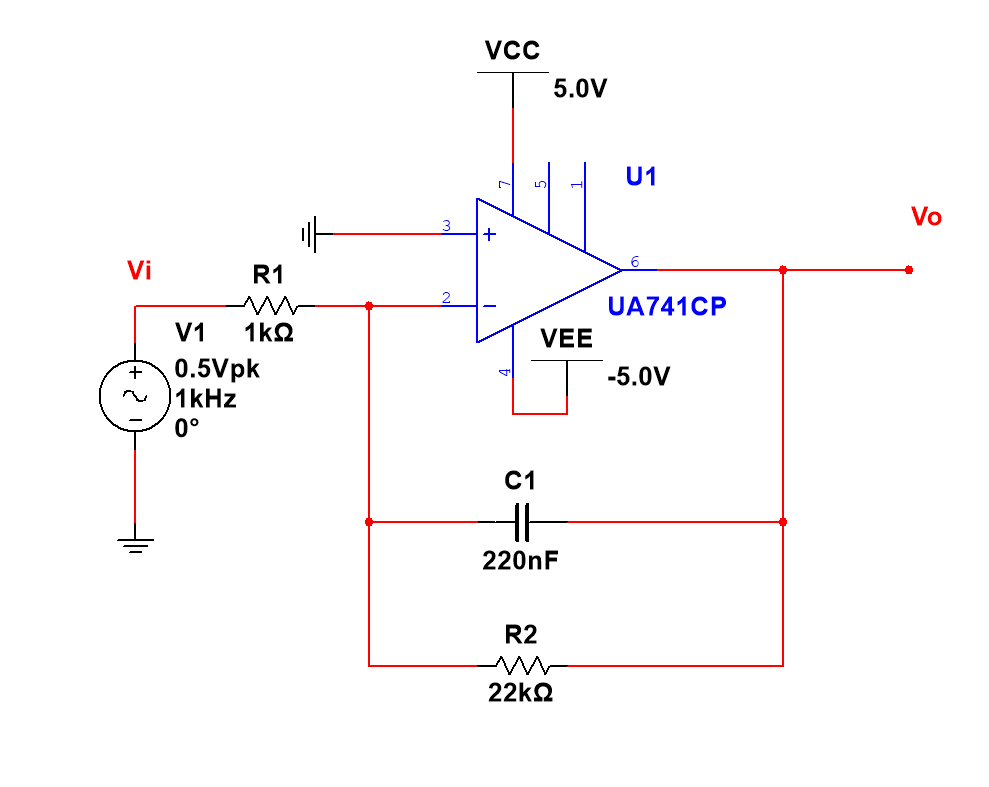 VCC
5.0V
7
5
1
U1
3
+
Vo
6
Vi
R1
2
−
UA741CP
V1
1kΩ
VEE
4
-5.0V
+
0.5Vpk
1kHz
−
0°
C1
220nF
R2
22kΩ